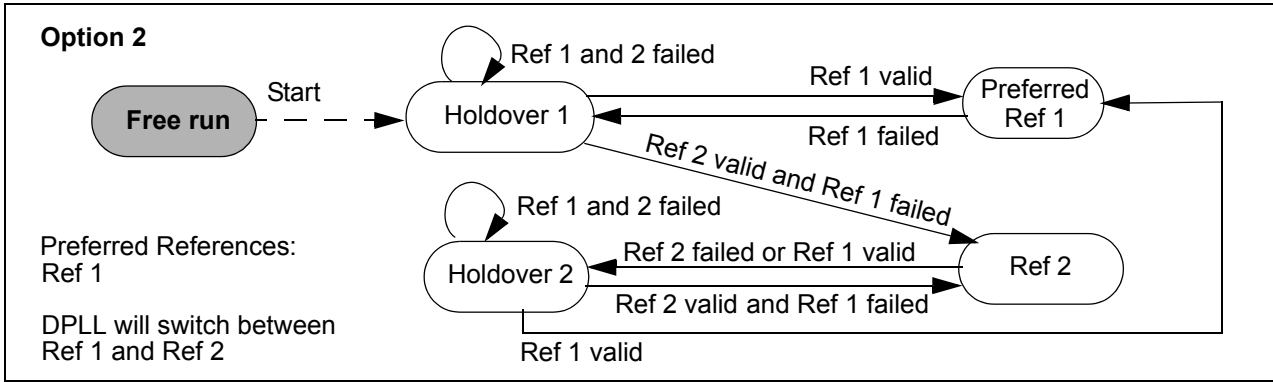 Option 2
Ref 1 and 2 failed
Ref 1 valid
Start
Free run
Holdover 1
Preferred
Ref 1
Ref 1 failed
Ref 2 valid and Ref 1 failed
Ref 1 and 2 failed
Preferred References:
Ref 1
Ref 2 failed or Ref 1 valid
Holdover 2
Ref 2
Ref 2 valid and Ref 1 failed
DPLL will switch between
Ref 1 and Ref 2
Ref 1 valid